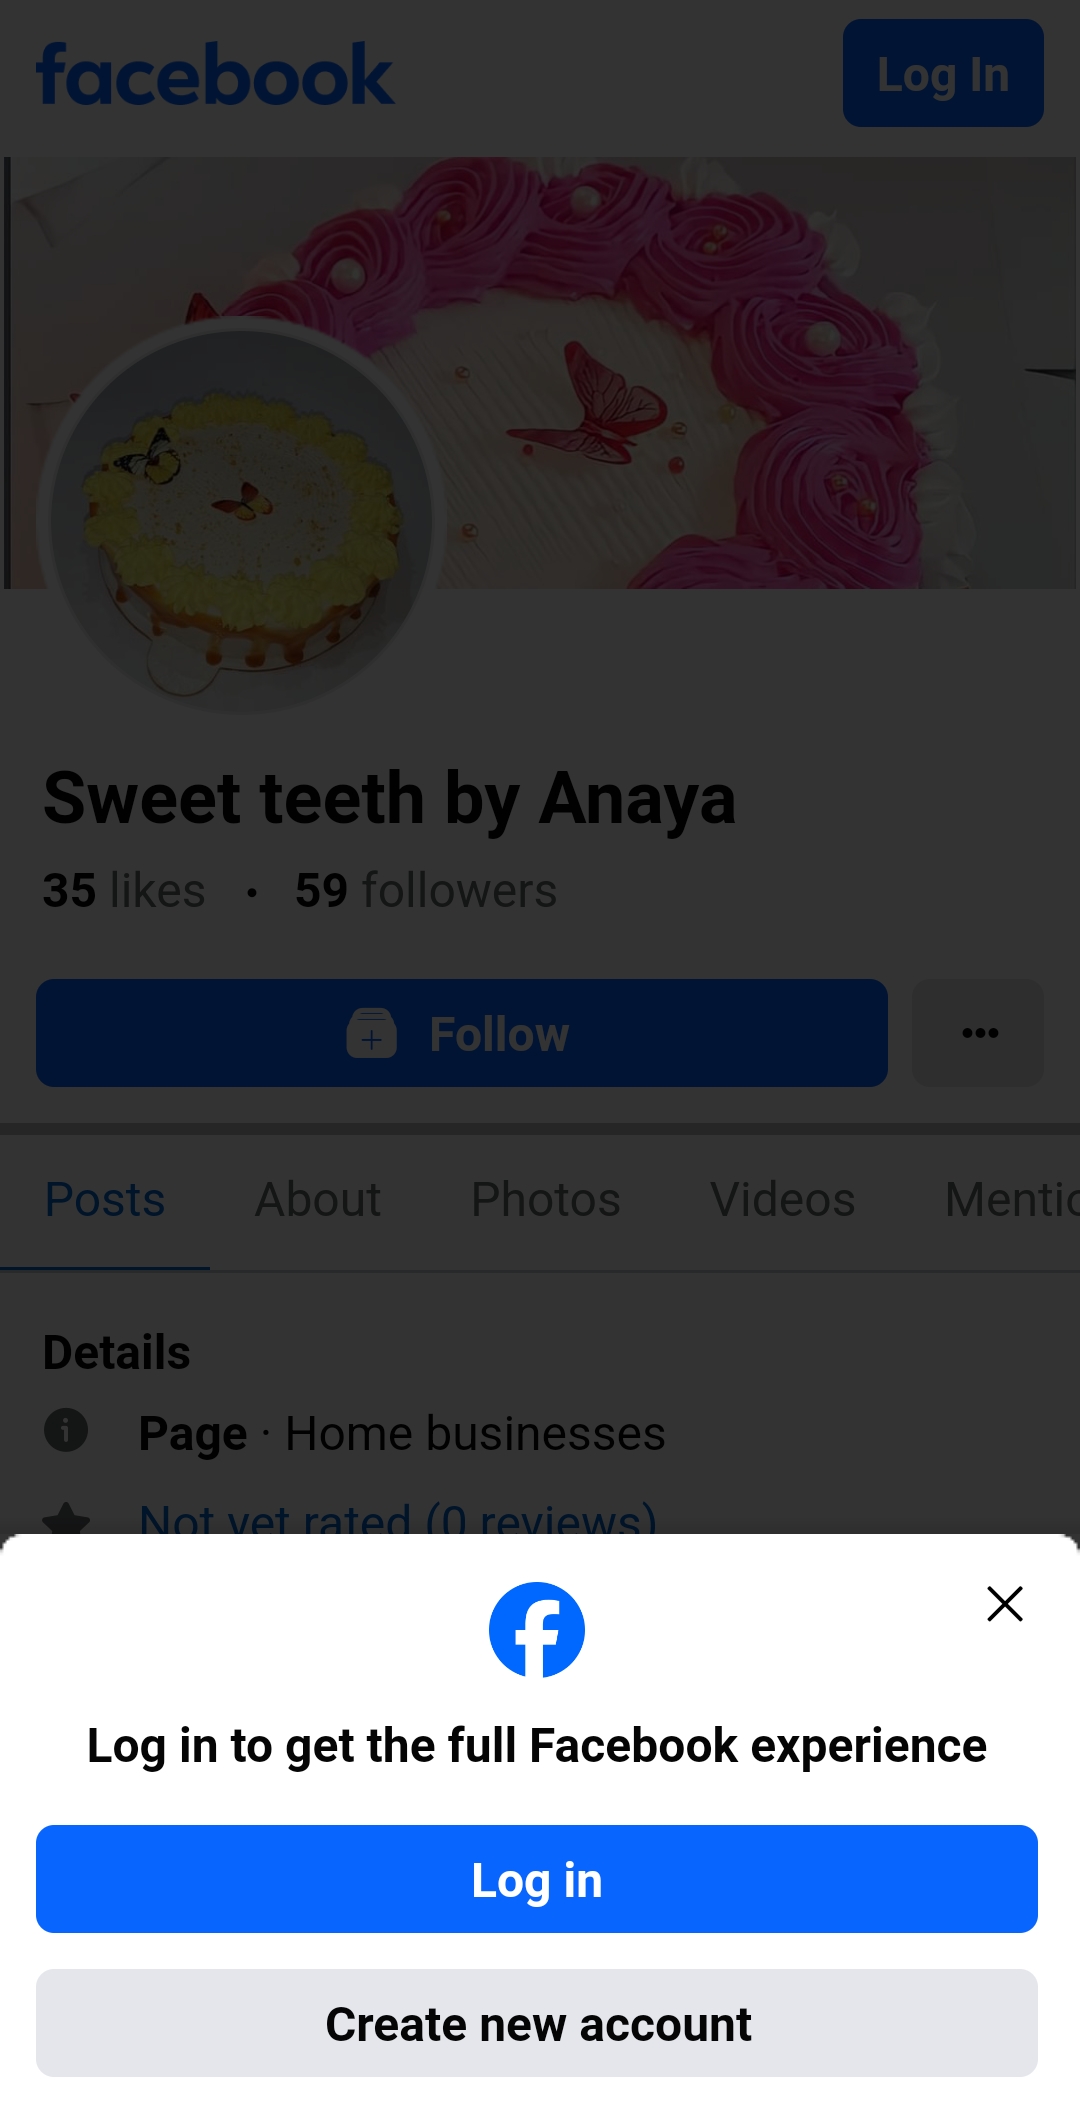 facebook
Log In
Sweet teeth by Anaya
35 likes • 59 followers
Follow
Posts About Photos Videos Mentio
Details
Page · Home businesses
Not yet rated (0 reviews)
Log in to get the full Facebook experience
Log in
Create new account